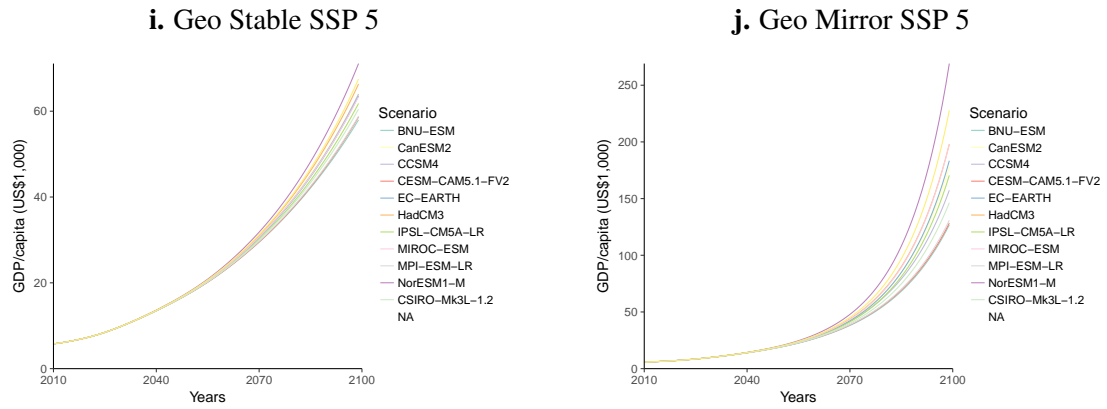 i. Geo Stable SSP 5
60
40
20
0
GDP/capita (US$1,000)
2010 2040 2070 2100
Years
Scenario
BNU−ESM
CanESM2
CCSM4
CESM−CAM5.1−FV2
EC−EARTH
HadCM3
IPSL−CM5A−LR
MIROC−ESM
MPI−ESM−LR
NorESM1−M
CSIRO−Mk3L−1.2
NA
j. Geo Mirror SSP 5
250
200
150
100
50
0
GDP/capita (US$1,000)
2010 2040 2070 2100
Years
Scenario
BNU−ESM
CanESM2
CCSM4
CESM−CAM5.1−FV2
EC−EARTH
HadCM3
IPSL−CM5A−LR
MIROC−ESM
MPI−ESM−LR
NorESM1−M
CSIRO−Mk3L−1.2
NA